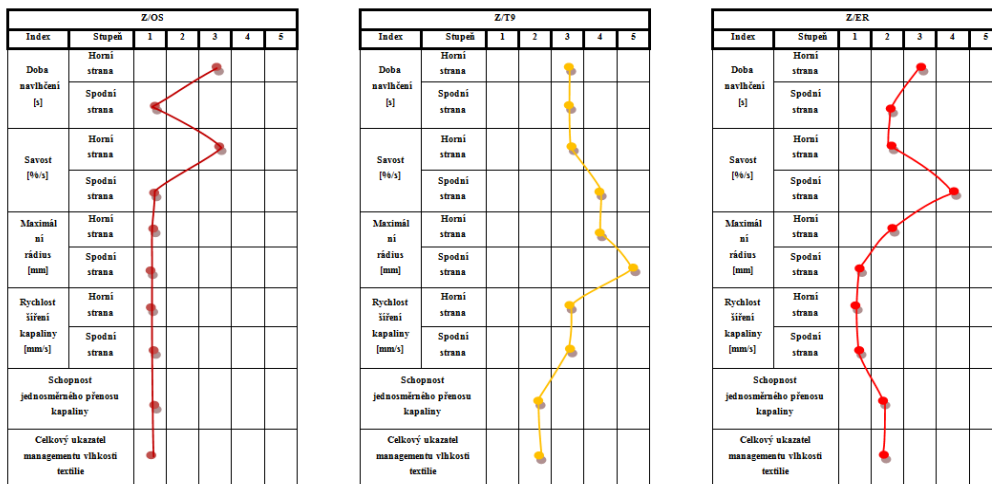 Z/OS
Index Stupeň 1 2 3 4 5
Doba
navlhčení
[s]
Horní
strana
Spodní
strana
Savost
[%/s]
Horní
strana
Spodní
strana
Maximál
ní
rádius
[mm]
Horní
strana
Spodní
strana
Rychlost
šíření
kapaliny
[mm/s]
Horní
strana
Spodní
strana
Schopnost
jednosměrného přenosu
kapaliny
Celkový ukazatel
managementu vlhkosti
textilie
Z/T9
Index Stupeň 1 2 3 4 5
Doba
navlhčení
[s]
Horní
strana
Spodní
strana
Savost
[%/s]
Horní
strana
Spodní
strana
Maximál
ní
rádius
[mm]
Horní
strana
Spodní
strana
Rychlost
šíření
kapaliny
[mm/s]
Horní
strana
Spodní
strana
Schopnost
jednosměrného přenosu
kapaliny
Celkový ukazatel
managementu vlhkosti
textilie
Z/ER
Index Stupeň 1 2 3 4 5
Doba
navlhčení
[s]
Horní
strana
Spodní
strana
Savost
[%/s]
Horní
strana
Spodní
strana
Maximál
ní
rádius
[mm]
Horní
strana
Spodní
strana
Rychlost
šíření
kapaliny
[mm/s]
Horní
strana
Spodní
strana
Schopnost
jednosměrného přenosu
kapaliny
Celkový ukazatel
managementu vlhkosti
textilie